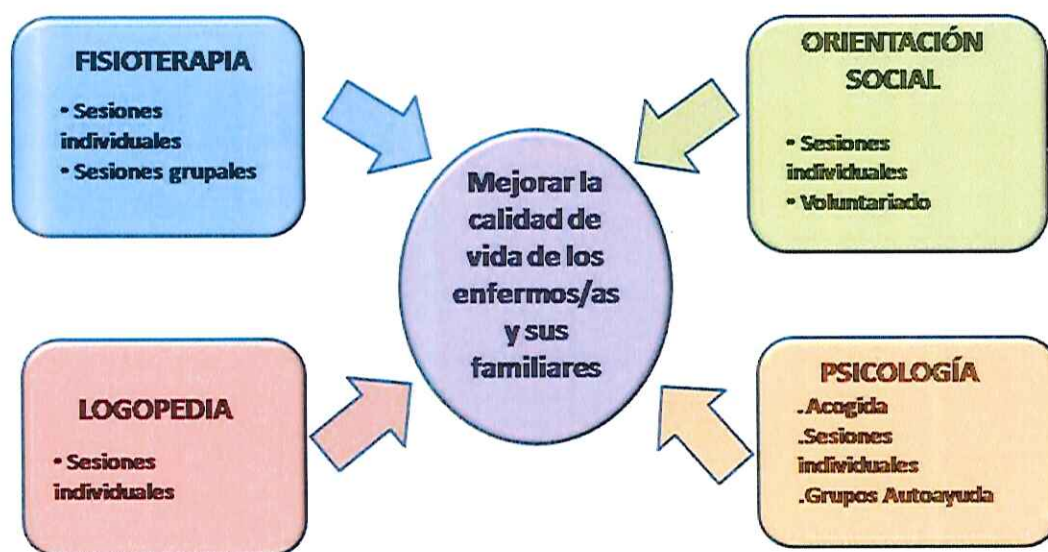 FISIOTERAPIA
• Sesiones
individuales
• Sesiones grupales
ORIENTACIÓN
SOCIAL
• Sesiones
individuales
• Voluntariado
Mejorar la
calidad de
vida de los
enfermos/as
y sus
familiares
LOGOPEDIA
• Sesiones
individuales
PSICOLOGÍA
.Acogida
.Sesiones
individuales
.Grupos Autoayuda